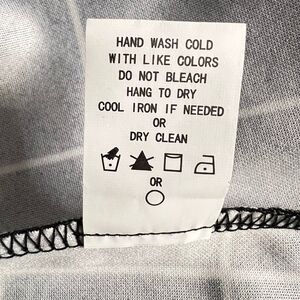 HAND WASH COLD
WITH LIKE COLORS
DO NOT BLEACH
HANG TO DRY
COOL IRON IF NEEDED
OR
DRY CLEAN
OR